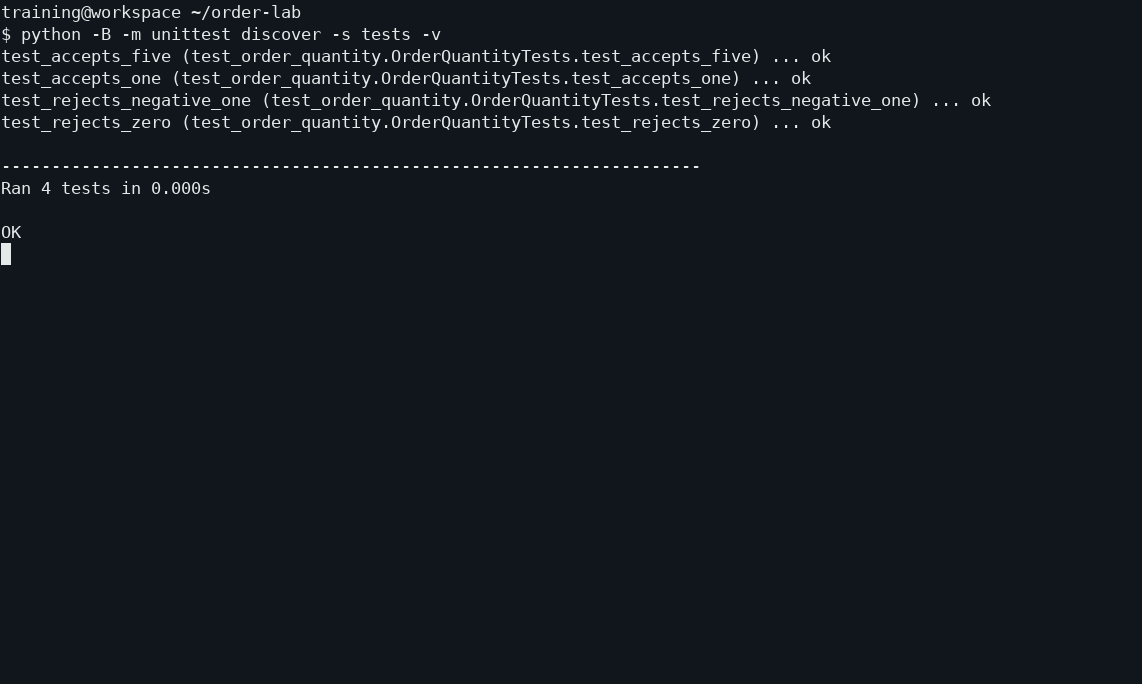 training@workspace ~/order-lab
$ python -B -m unittest discover -s tests -v
test_accepts_five (test_order_quantity.OrderQuantityTests.test_accepts_five) ... ok
test_accepts_one (test_order_quantity.OrderQuantityTests.test_accepts_one) ... ok
test_rejects_negative_one (test_order_quantity.OrderQuantityTests.test_rejects_negative_one) ... ok
test_rejects_zero (test_order_quantity.OrderQuantityTests.test_rejects_zero) ... ok
----------------------------------------------------------------------
Ran 4 tests in 0.000s
OK